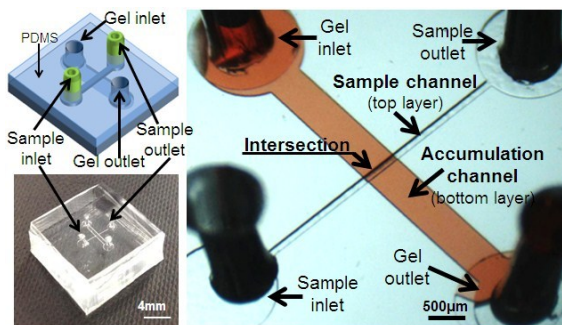 Gel inlet
PDMS
Sample
outlet
Sample
inlet
Gel outlet
4mm
Gel
inlet
Sample
outlet
Sample channel
(top layer)
Intersection
Accumulation
channel
(bottom layer)
Gel
outlet
Sample
inlet
500µm